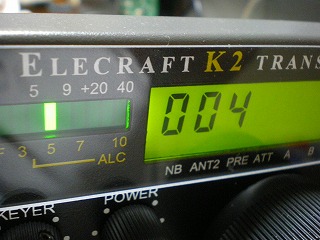 ELECRAFT K2 TRANS
5 9 +20 40
004
F 3 5 7 10
ALC
NB ANT2 PRE ATT A B
KEYER POWER